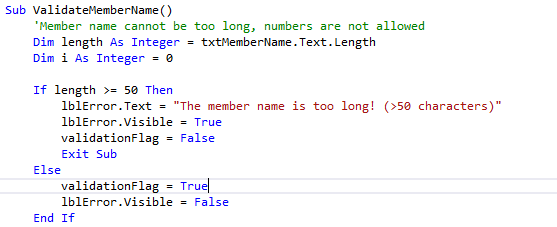 Sub ValidateMemberName()
    'Member name cannot be too long, numbers are not allowed
    Dim length As Integer = txtMemberName.Text.Length
    Dim i As Integer = 0

    If length >= 50 Then
        lblError.Text = "The member name is too long! (>50 characters)"
        lblError.Visible = True
        validationFlag = False
        Exit Sub
    Else
        validationFlag = True
        lblError.Visible = False
    End If